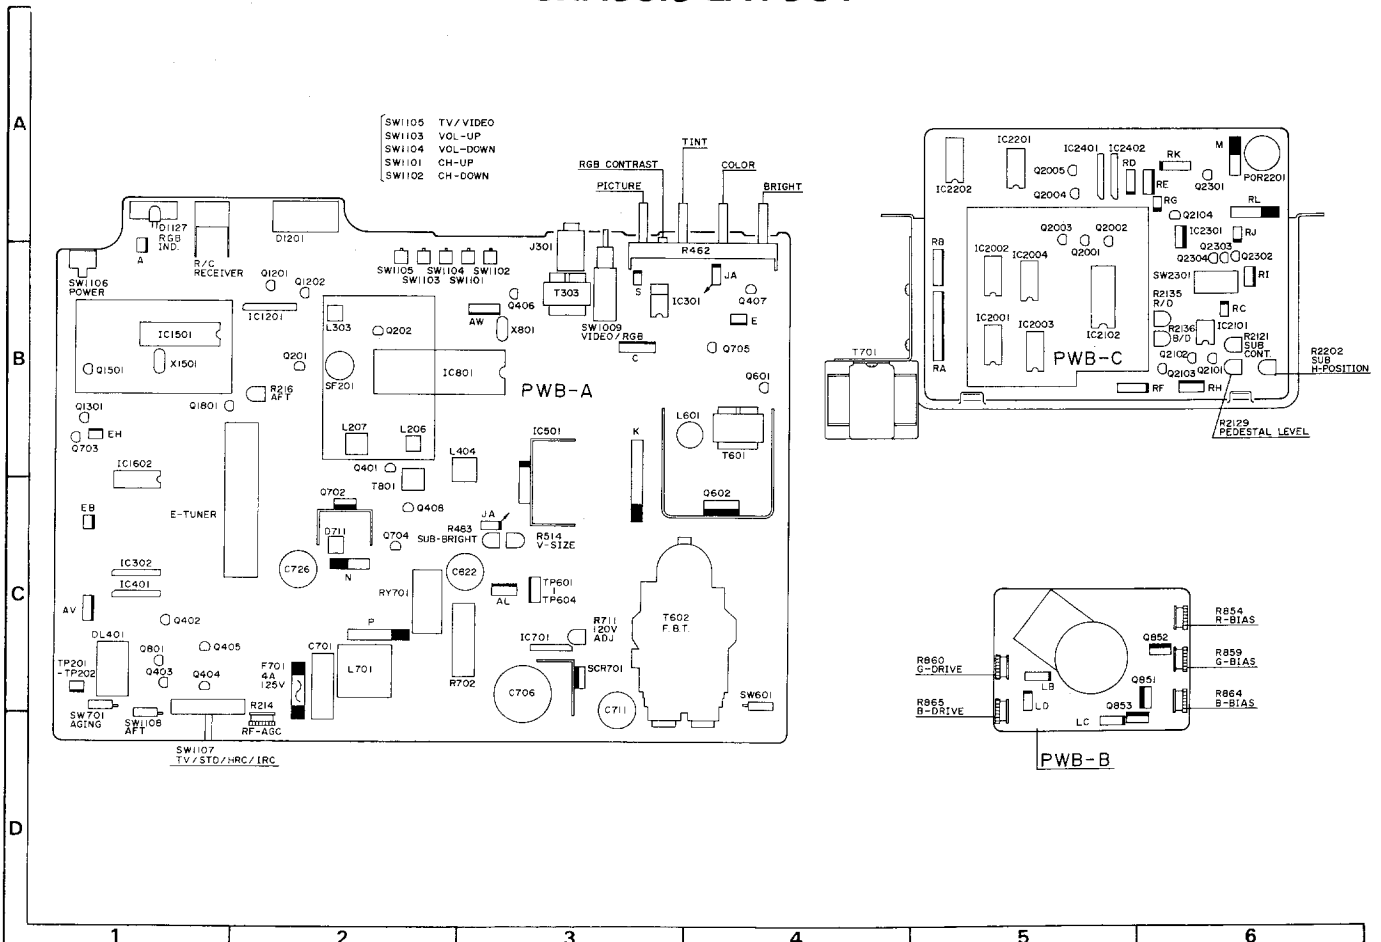 CHASSIS LAYOUT
A
B
C
D
1
2
3
4
5
6
SW1105 TV/VIDEO
SW1103 VOL-UP
SW1104 VOL-DOWN
SW1101 CH-UP
SW1102 CH-DOWN
TINT
RGB CONTRAST
COLOR
PICTURE
BRIGHT
D1127
RGB
IND.
A
R/C
RECEIVER
D1201
SW1106
POWER
Q1201
Q1202
IC1201
SW1105
SW1104
SW1102
SW1103
SW1101
J301
T303
SW1009
VIDEO/RGB
R462
S
JA
IC301
Q407
E
C
Q705
Q406
AW
X801
L303
Q202
IC1501
X1501
Q1501
Q201
SF201
IC801
PWB-A
R216
AFT
Q1801
Q1301
EH
Q703
Q601
L207
L206
L404
IC501
K
L601
T601
IC1602
Q401
T801
Q702
Q408
Q602
EB
E-TUNER
D711
Q704
R483
SUB-BRIGHT
JA
R514
V-SIZE
IC302
IC401
C726
N
C622
AL
TP601
|
TP604
RY701
AV
Q402
P
R711
120V
ADJ
T602
F.B.T.
DL401
Q801
Q405
C701
IC701
TP201
-TP202
Q403
Q404
F701
4A
125V
L701
R702
C706
SCR701
C711
SW601
SW701
AGING
SW1108
AFT
R214
RF-AGC
SW1107
TV/STD/HRC/IRC
IC2202
IC2201
Q2005
Q2004
IC2401
IC2402
RD
RE
RK
Q2301
M
POR2201
RG
Q2104
RL
IC2301
RJ
Q2303
Q2304
Q2302
SW2301
RI
RB
RA
Q2003
Q2002
Q2001
IC2002
IC2004
IC2001
IC2003
IC2102
PWB-C
R2135
R/D
R2136
B/D
RC
IC2101
R2121
SUB
CONT.
Q2102
Q2103
Q2101
RF
RH
R2202
SUB
H-POSITION
R2129
PEDESTAL LEVEL
T701
R854
R-BIAS
R859
G-BIAS
R864
B-BIAS
R860
G-DRIVE
R865
B-DRIVE
Q852
Q851
Q853
LB
LD
LC
PWB-B